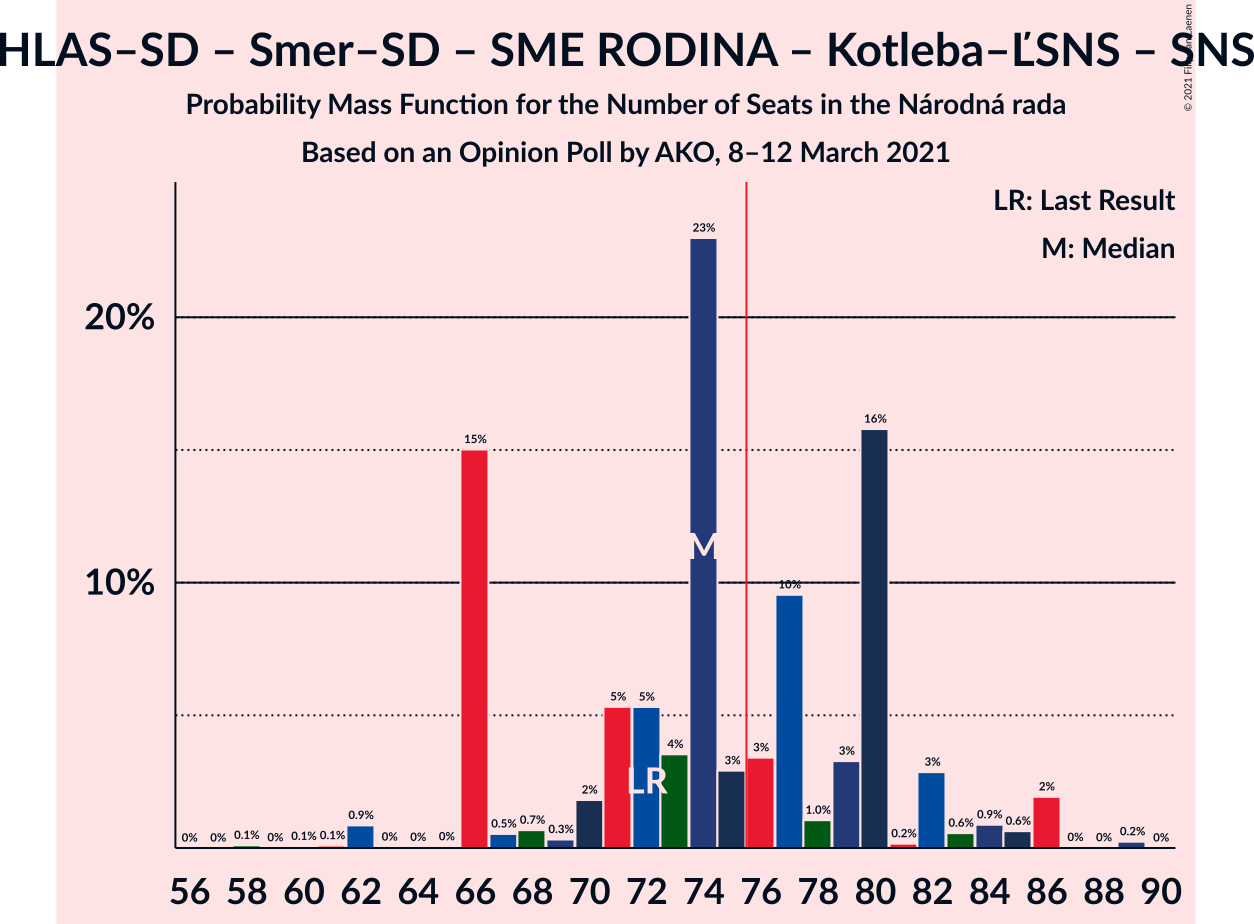 HLAS–SD – Smer–SD – SME RODINA – Kotleba–ĽSNS – SNS
Probability Mass Function for the Number of Seats in the Národná rada
Based on an Opinion Poll by AKO, 8–12 March 2021
© 2021
LR: Last Result
M: Median
20%
10%
0% 0% 0.1% 0% 0.1% 0.1% 0.9% 0% 0% 0% 15% 0.5% 0.7% 0.3% 2% 5% 5% 4% 23% 3% 3% 10% 1.0% 3% 16% 0.2% 3% 0.6% 0.9% 0.6% 2% 0% 0% 0.2% 0%
M
LR
56 58 60 62 64 66 68 70 72 74 76 78 80 82 84 86 88 90